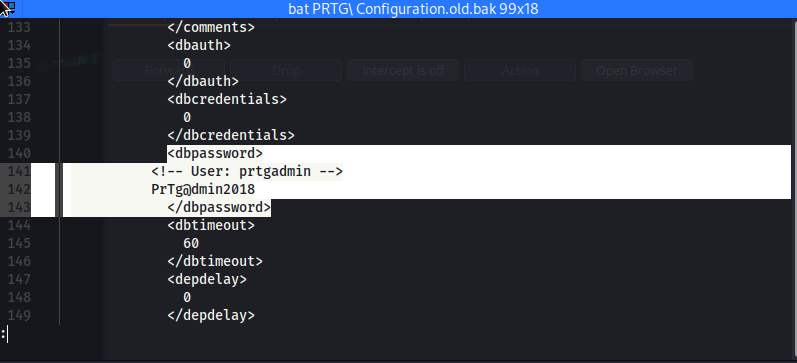 bat PRTG\ Configuration.old.bak 99x18
133 </comments>
134 <dbauth>
135 0
136 </dbauth>
137 <dbcredentials>
138 0
139 </dbcredentials>
140 <dbpassword>
141 <!-- User: prtgadmin -->
142 PrTg@dmin2018
143 </dbpassword>
144 <dbtimeout>
145 60
146 </dbtimeout>
147 <depdelay>
148 0
149 </depdelay>
:
Forward Drop Intercept is off Action Open Browser